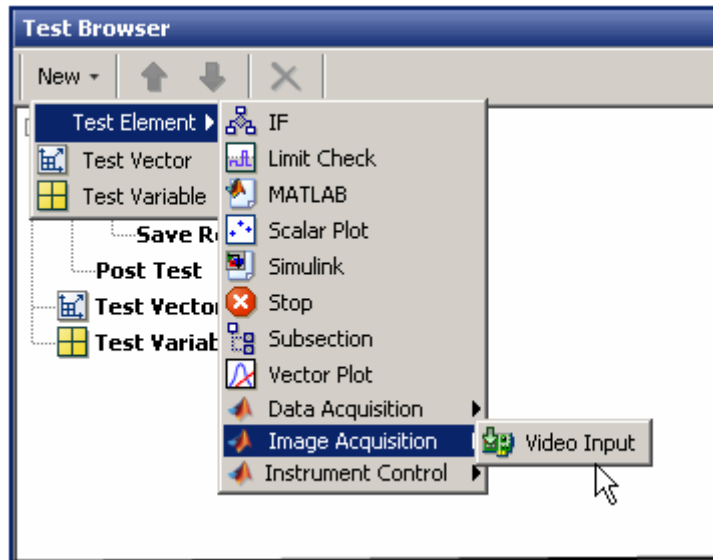 Test Browser
New
Test Element
Test Vector
Test Variable
IF
Limit Check
MATLAB
Scalar Plot
Simulink
Stop
Subsection
Vector Plot
Data Acquisition
Image Acquisition
Instrument Control
Video Input
Save R
Post Test
Test Vecto
Test Variab